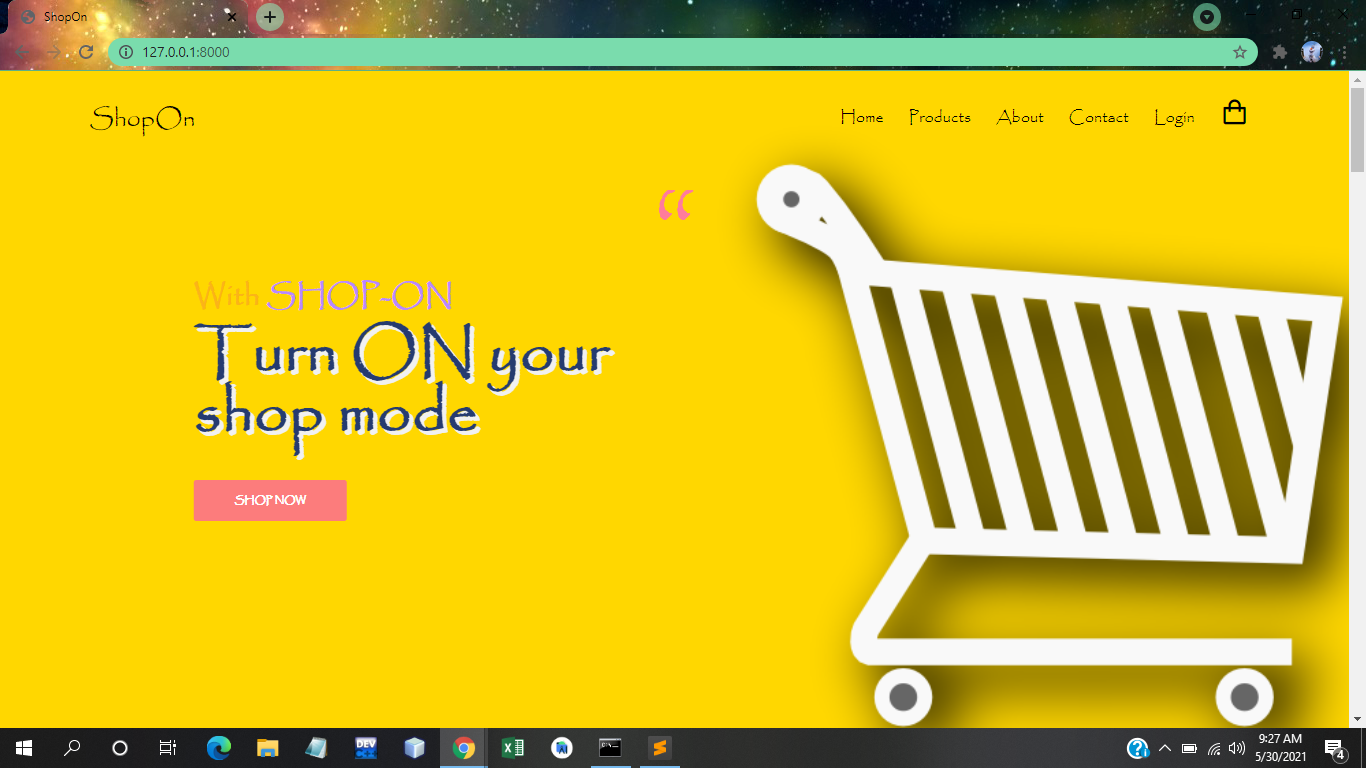 ShopOn
127.0.0.1:8000
ShopOn
Home Products About Contact Login
“
With SHOP-ON
Turn ON your
shop mode
SHOP NOW
DEV
9:27 AM
5/30/2021
4